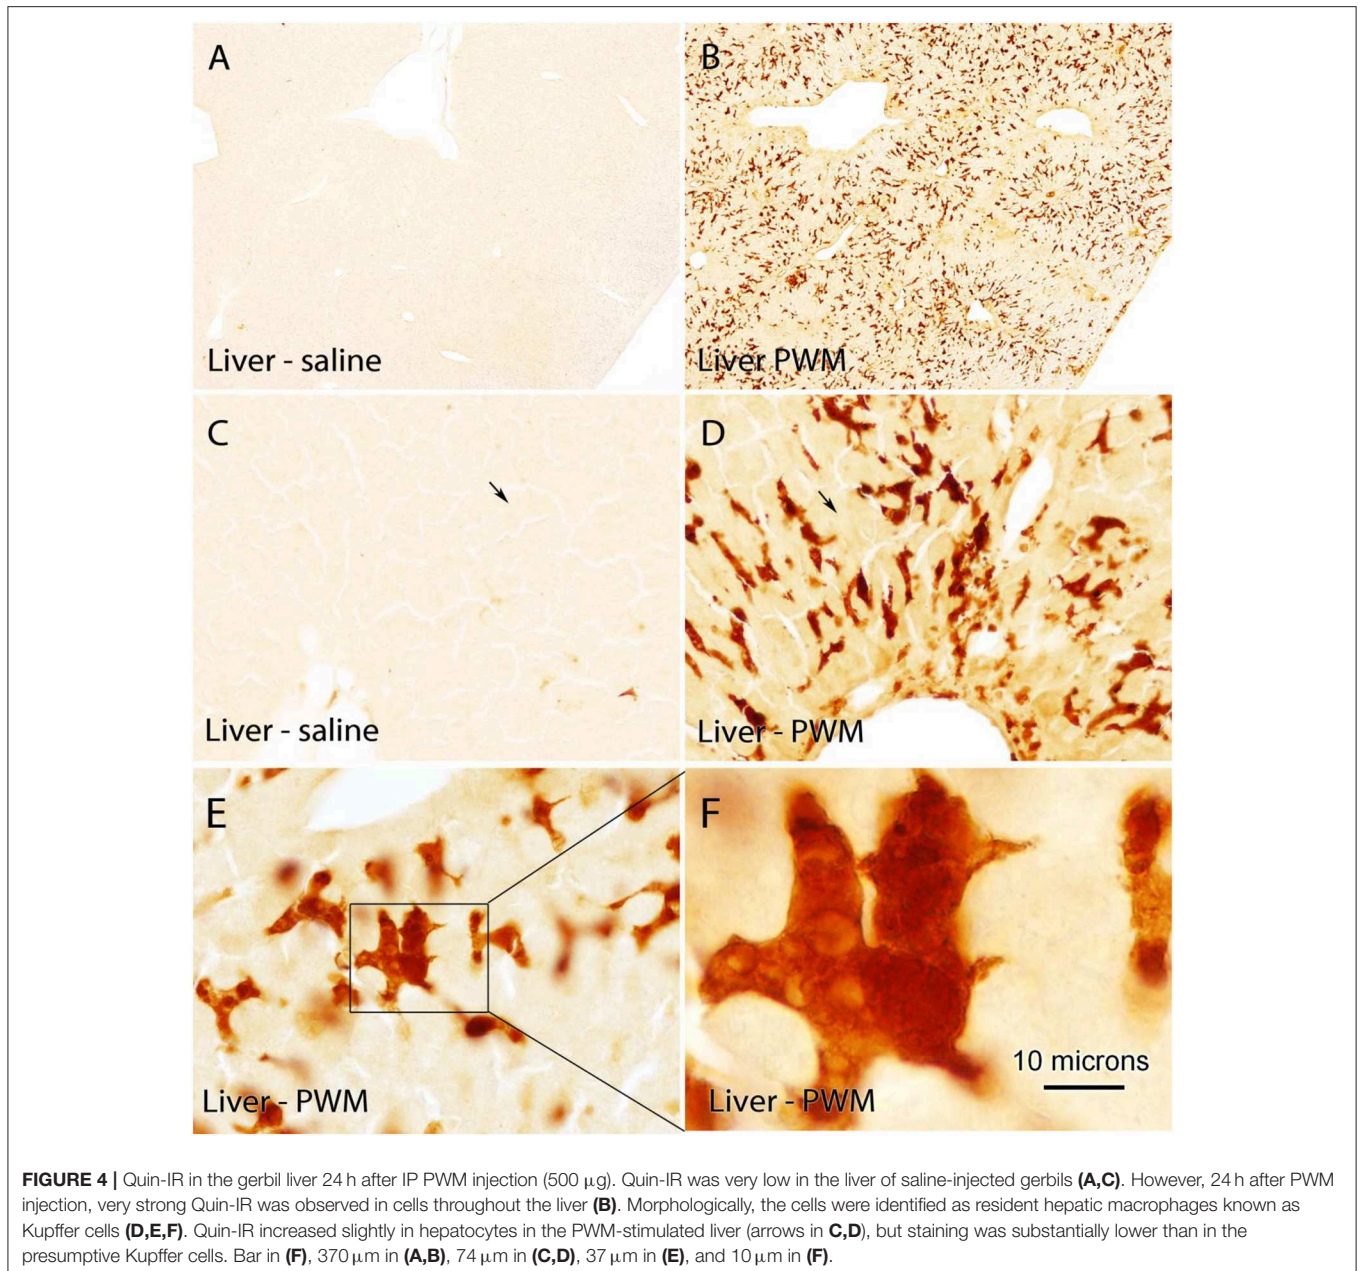 A
B
Liver - saline
Liver PWM
C
D
Liver - saline
Liver - PWM
E
F
10 microns
Liver - PWM
Liver - PWM
FIGURE 4 | Quin-IR in the gerbil liver 24 h after IP PWM injection (500 μg). Quin-IR was very low in the liver of saline-injected gerbils (A,C). However, 24 h after PWM
injection, very strong Quin-IR was observed in cells throughout the liver (B). Morphologically, the cells were identified as resident hepatic macrophages known as
Kupffer cells (D,E,F). Quin-IR increased slightly in hepatocytes in the PWM-stimulated liver (arrows in C,D), but staining was substantially lower than in the
presumptive Kupffer cells. Bar in (F), 370 μm in (A,B), 74 μm in (C,D), 37 μm in (E), and 10 μm in (F).